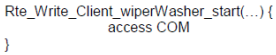 Rte_Write_Client_wiperWasher_start(...) {
access COM
}